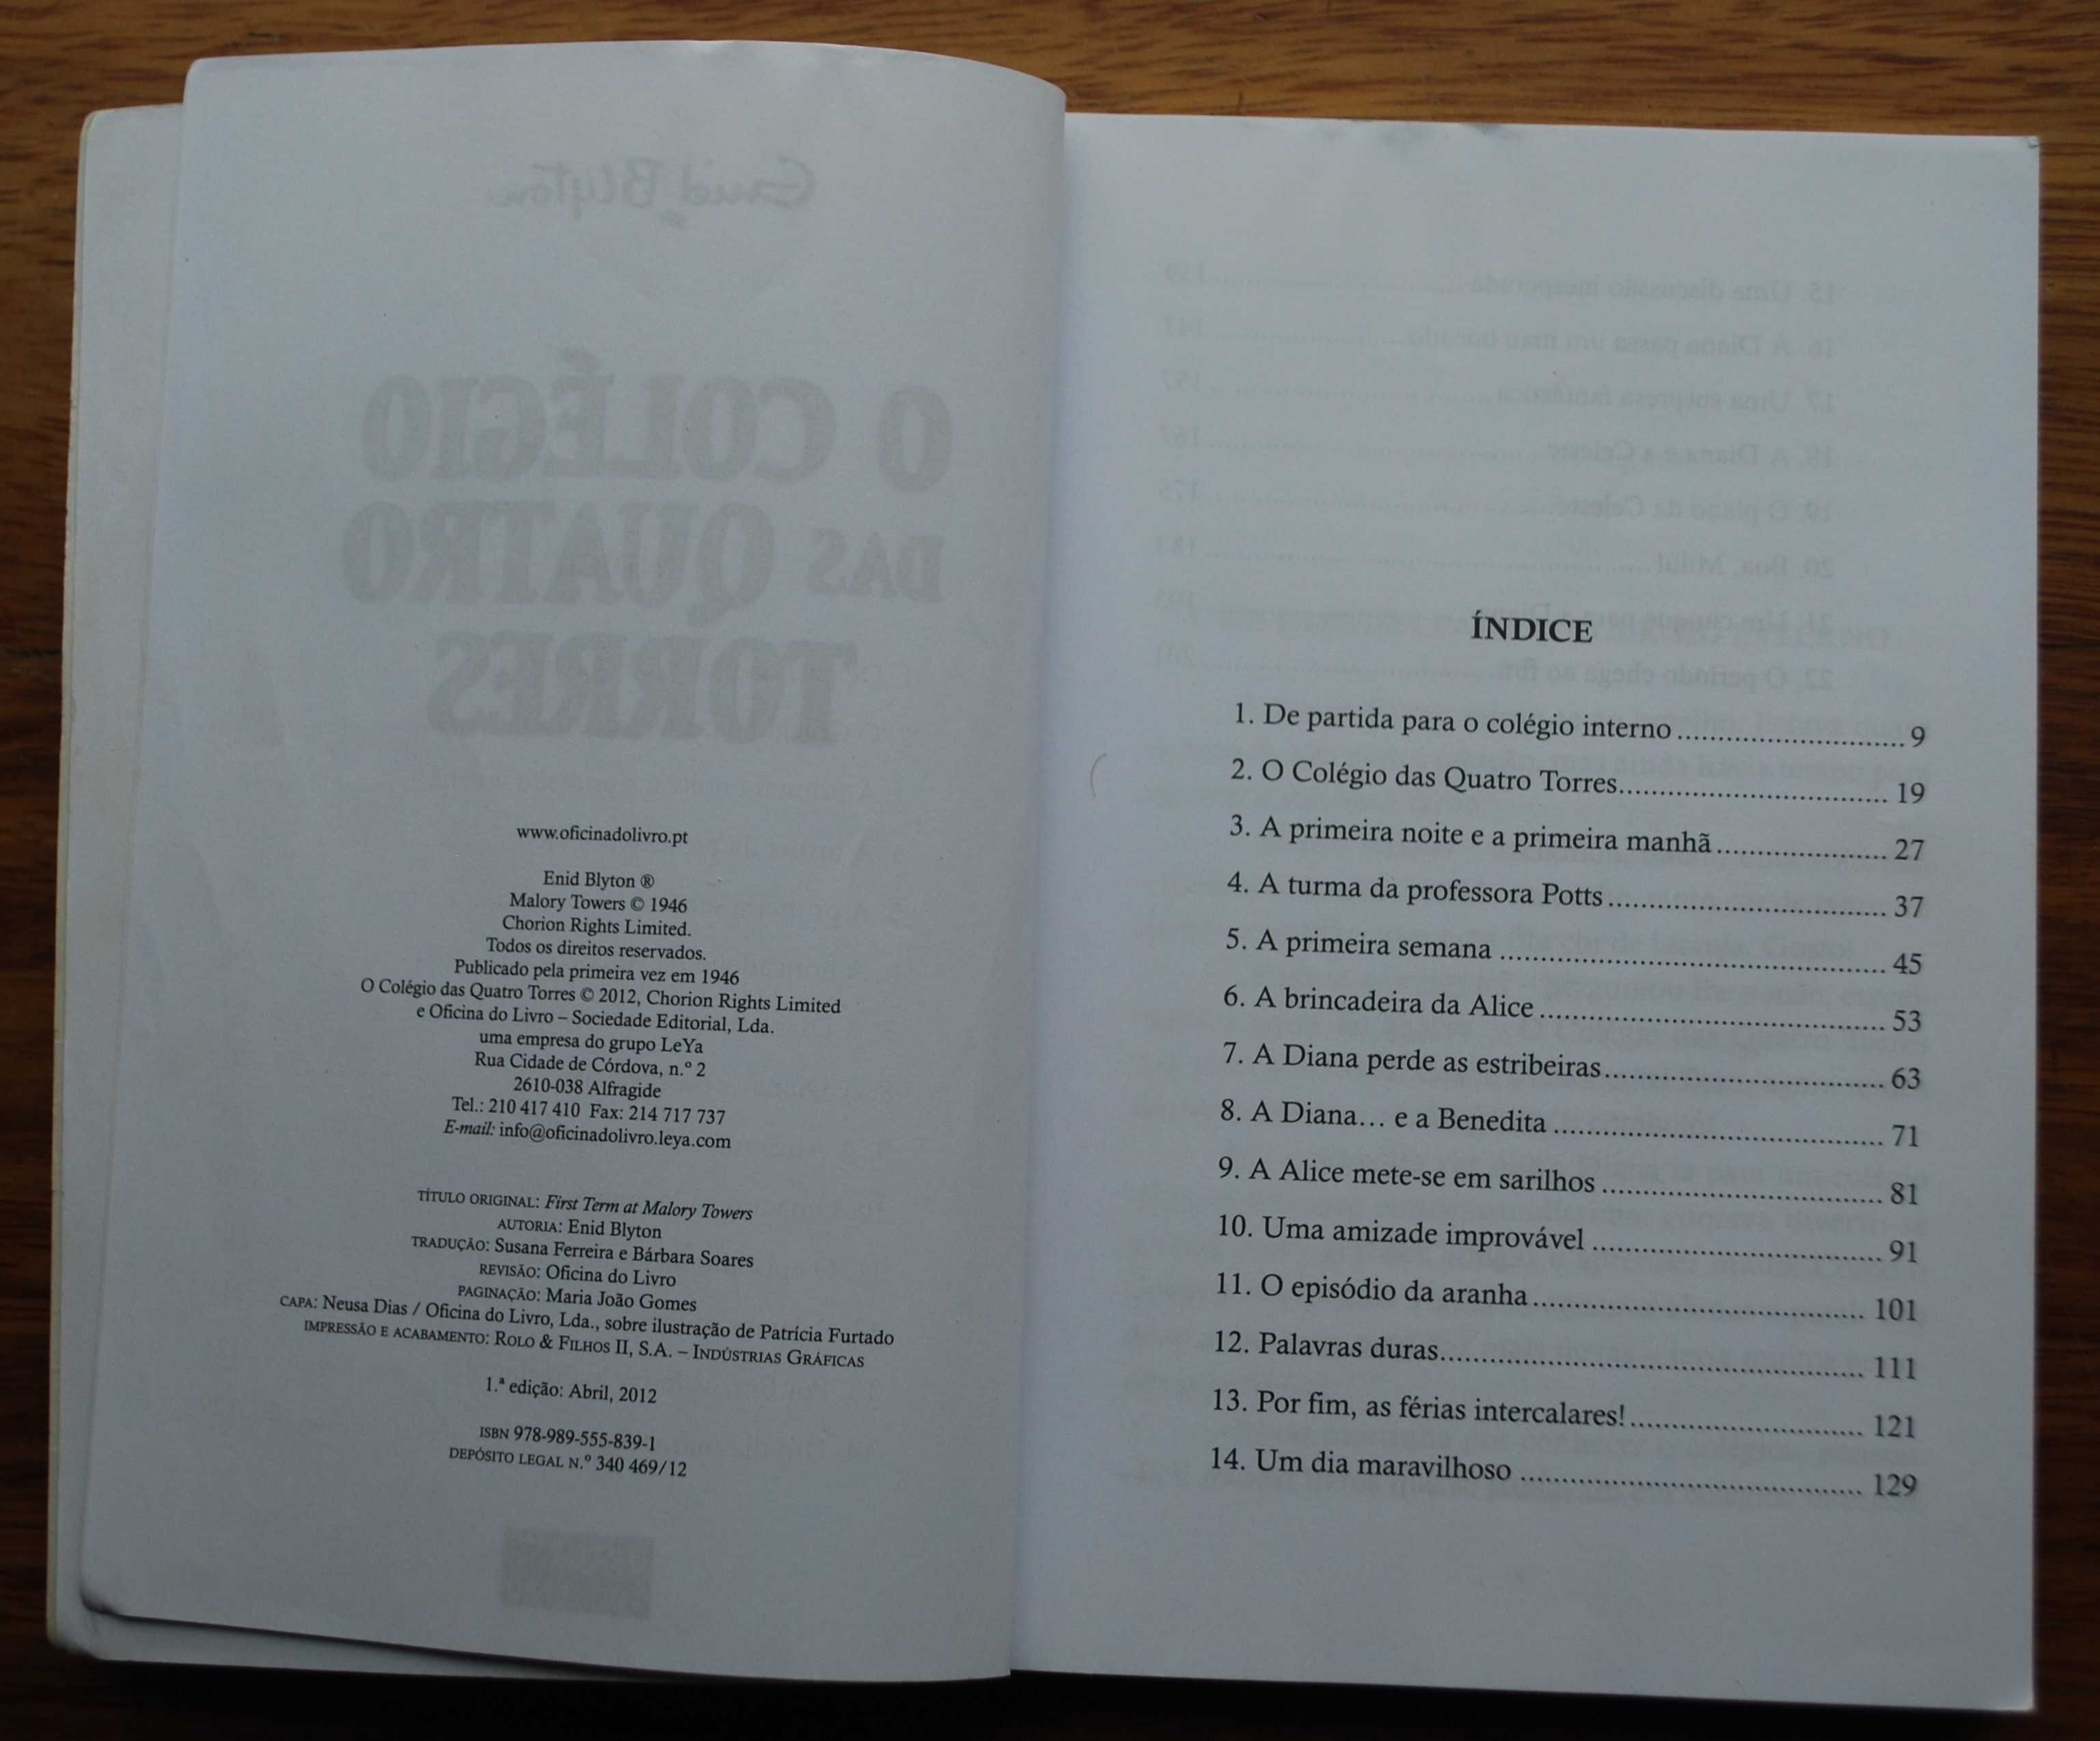 Enid Blyton
O COLÉGIO
DAS QUATRO
TORRES
www.oficinadolivro.pt
Enid Blyton ®
Malory Towers © 1946
Chorion Rights Limited.
Todos os direitos reservados.
Publicado pela primeira vez em 1946
O Colégio das Quatro Torres © 2012, Chorion Rights Limited
e Oficina do Livro – Sociedade Editorial, Lda.
uma empresa do grupo LeYa
Rua Cidade de Córdova, n.º 2
2610-038 Alfragide
Tel.: 210 417 410 Fax: 214 717 737
E-mail: info@oficinadolivro.leya.com
TÍTULO ORIGINAL: First Term at Malory Towers
AUTORIA: Enid Blyton
TRADUÇÃO: Susana Ferreira e Bárbara Soares
REVISÃO: Oficina do Livro
PAGINAÇÃO: Maria João Gomes
CAPA: Neusa Dias / Oficina do Livro, Lda., sobre ilustração de Patrícia Furtado
IMPRESSÃO E ACABAMENTO: ROLO & FILHOS II, S.A. – INDÚSTRIAS GRÁFICAS
1.ª edição: Abril, 2012
ISBN 978-989-555-839-1
DEPÓSITO LEGAL N.º 340 469/12
ÍNDICE
1. De partida para o colégio interno ........ 9
2. O Colégio das Quatro Torres ........ 19
3. A primeira noite e a primeira manhã ........ 27
4. A turma da professora Potts ........ 37
5. A primeira semana ........ 45
6. A brincadeira da Alice ........ 53
7. A Diana perde as estribeiras ........ 63
8. A Diana... e a Benedita ........ 71
9. A Alice mete-se em sarilhos ........ 81
10. Uma amizade improvável ........ 91
11. O episódio da aranha ........ 101
12. Palavras duras ........ 111
13. Por fim, as férias intercalares! ........ 121
14. Um dia maravilhoso ........ 129